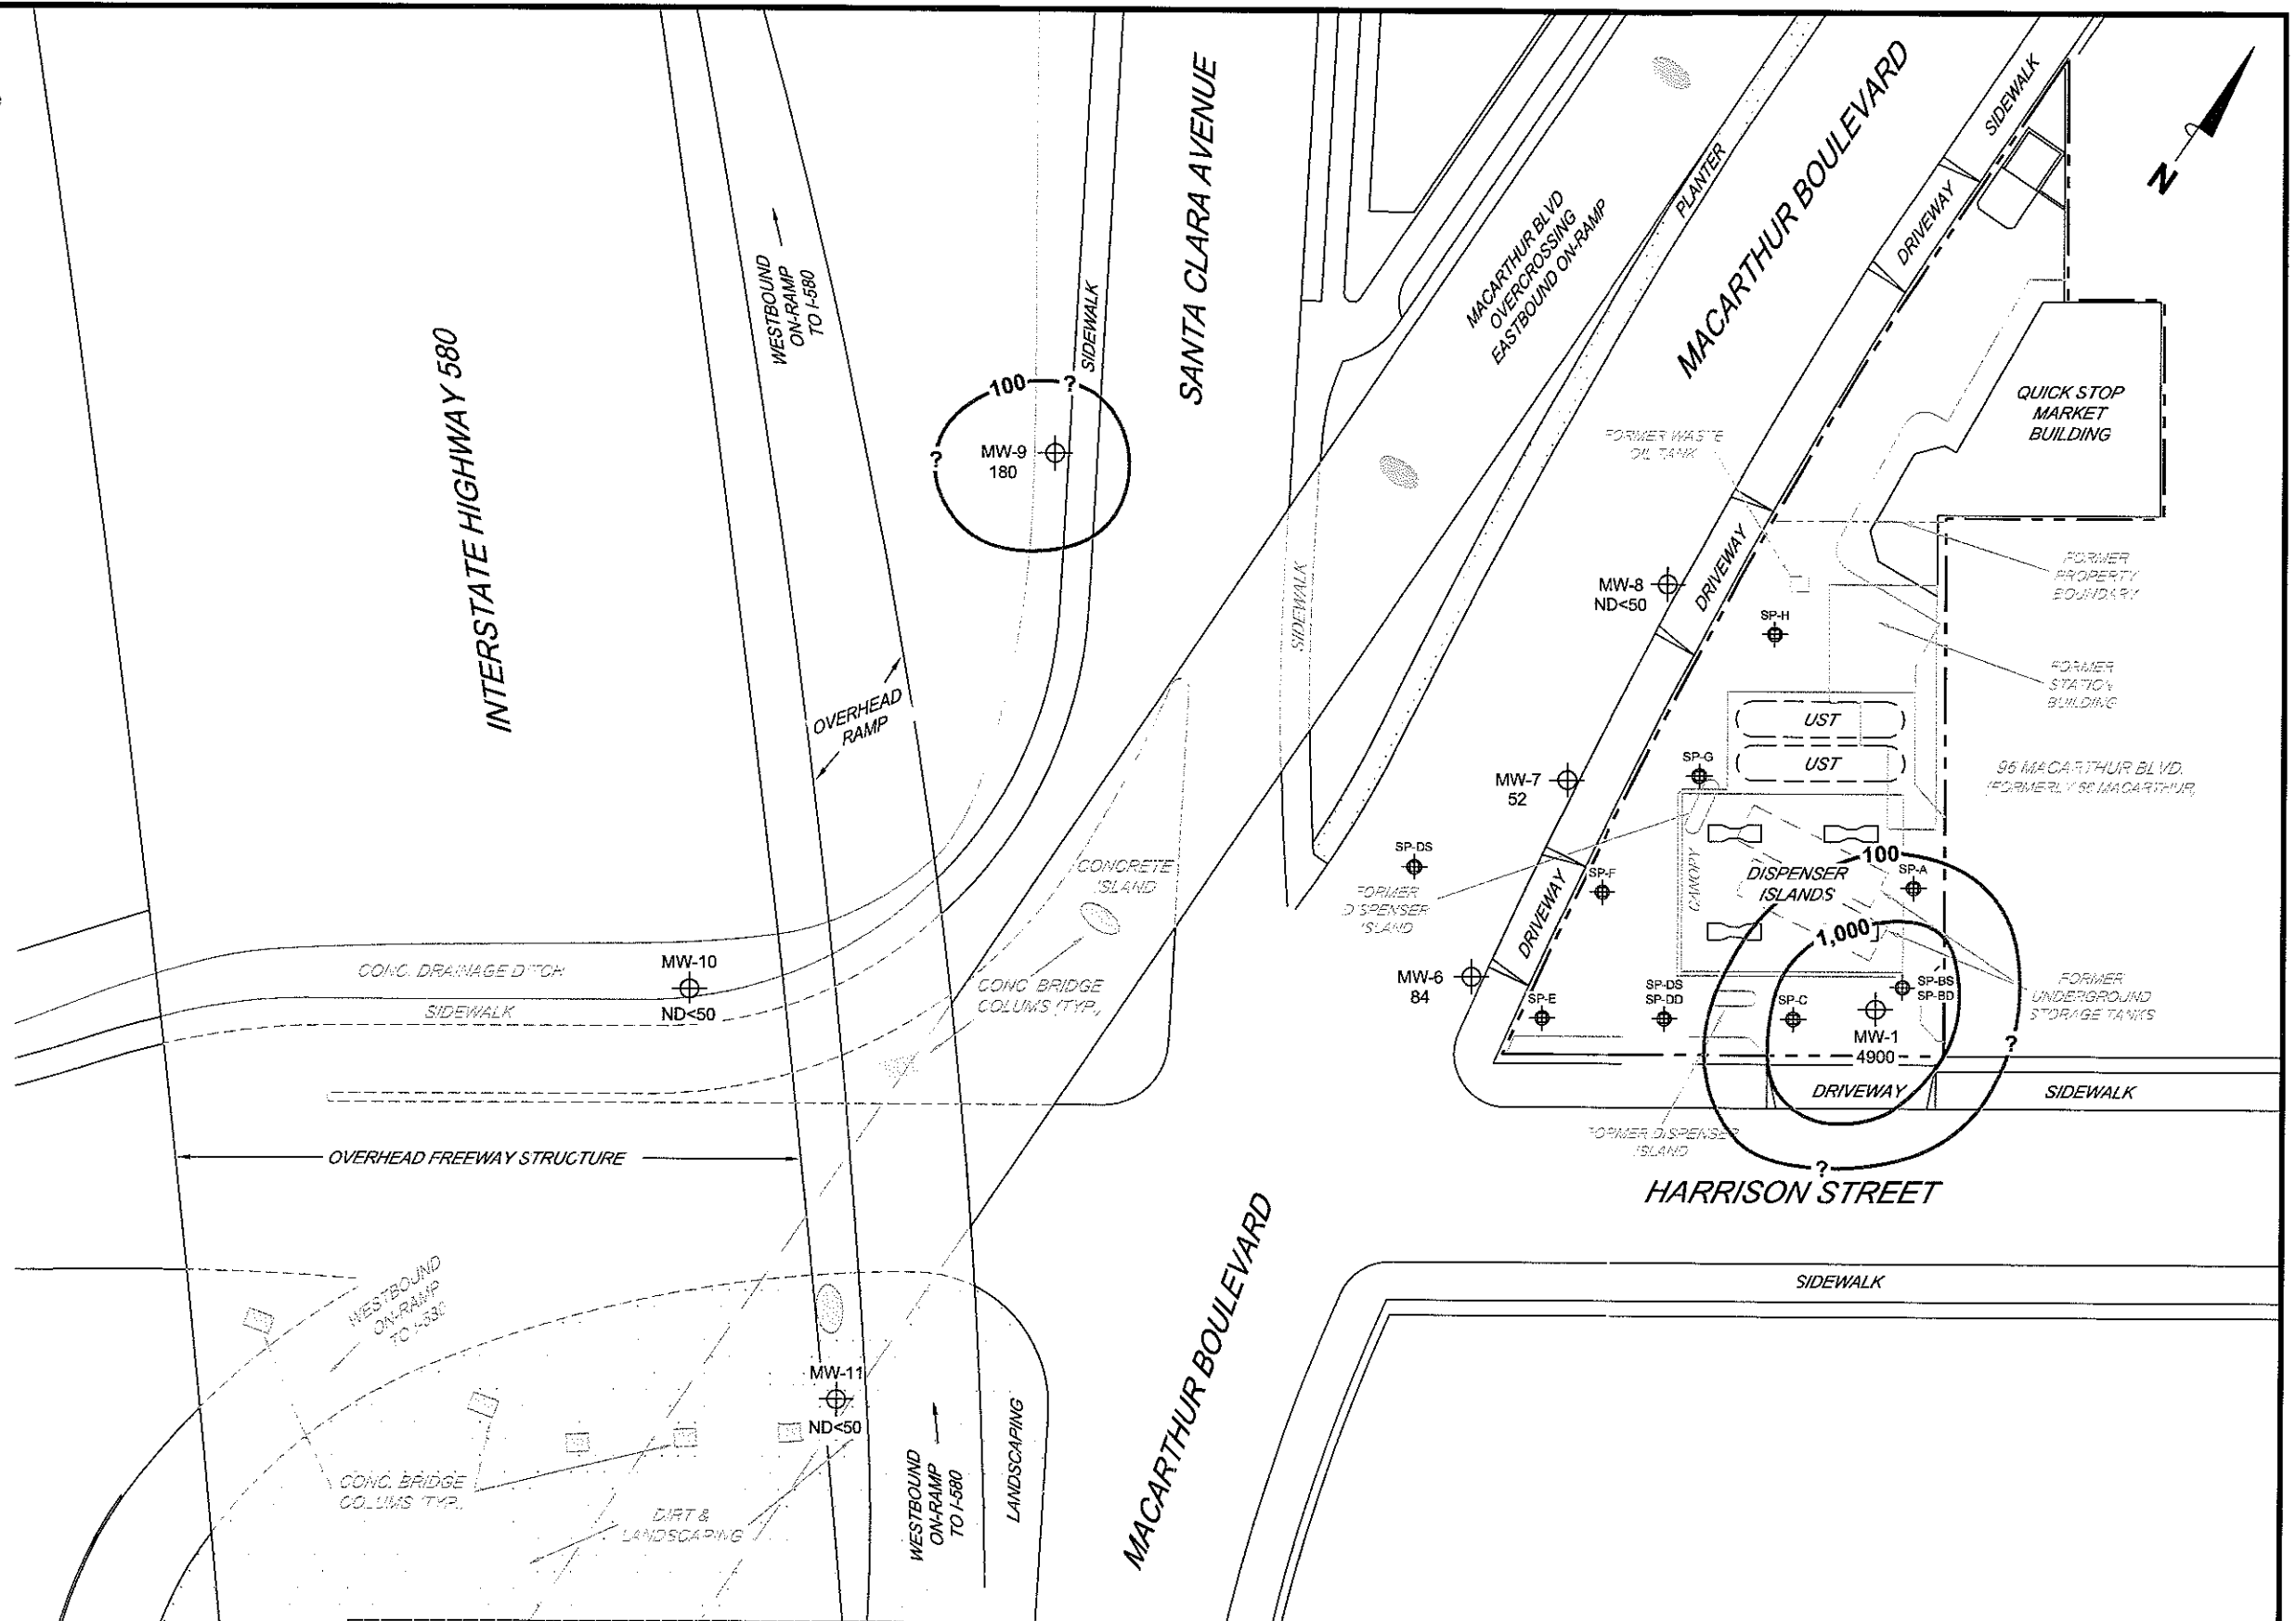 SANTA CLARA AVENUE
MACARTHUR BOULEVARD
SIDEWALK
N
PLANTER
DRIVEWAY
MACARTHUR BLVD
OVERCROSSING
EASTBOUND ON-RAMP
WESTBOUND
ON-RAMP
TO I-580
SIDEWALK
INTERSTATE HIGHWAY 580
100
?
?
MW-9
180
QUICK STOP
MARKET
BUILDING
FORMER WASTE
OIL TANK
DRIVEWAY
FORMER
PROPERTY
BOUNDARY
MW-8
ND<50
SP-H
SIDEWALK
FORMER
STATION
BUILDING
OVERHEAD
RAMP
UST
UST
SP-G
MW-7
52
96 MACARTHUR BLVD.
(FORMERLY 56 MACARTHUR)
SP-DS
SP-F
CANOPY
DISPENSER
ISLANDS
100
SP-A
CONCRETE
ISLAND
FORMER
DISPENSER
ISLAND
DRIVEWAY
1,000
CONC. DRAINAGE DITCH
MW-10
ND<50
SIDEWALK
CONC BRIDGE
COLUMS (TYP.)
MW-6
84
SP-E
SP-DS
SP-DD
SP-C
SP-BS
SP-BD
MW-1
4900
FORMER
UNDERGROUND
STORAGE TANKS
?
DRIVEWAY
SIDEWALK
FORMER DISPENSER
ISLAND
?
OVERHEAD FREEWAY STRUCTURE
HARRISON STREET
MACARTHUR BOULEVARD
SIDEWALK
WESTBOUND
ON-RAMP
TO I-580
MW-11
ND<50
CONC. BRIDGE
COLUMS (TYP.)
DIRT &
LANDSCAPING
WESTBOUND
ON-RAMP
TO I-580
LANDSCAPING